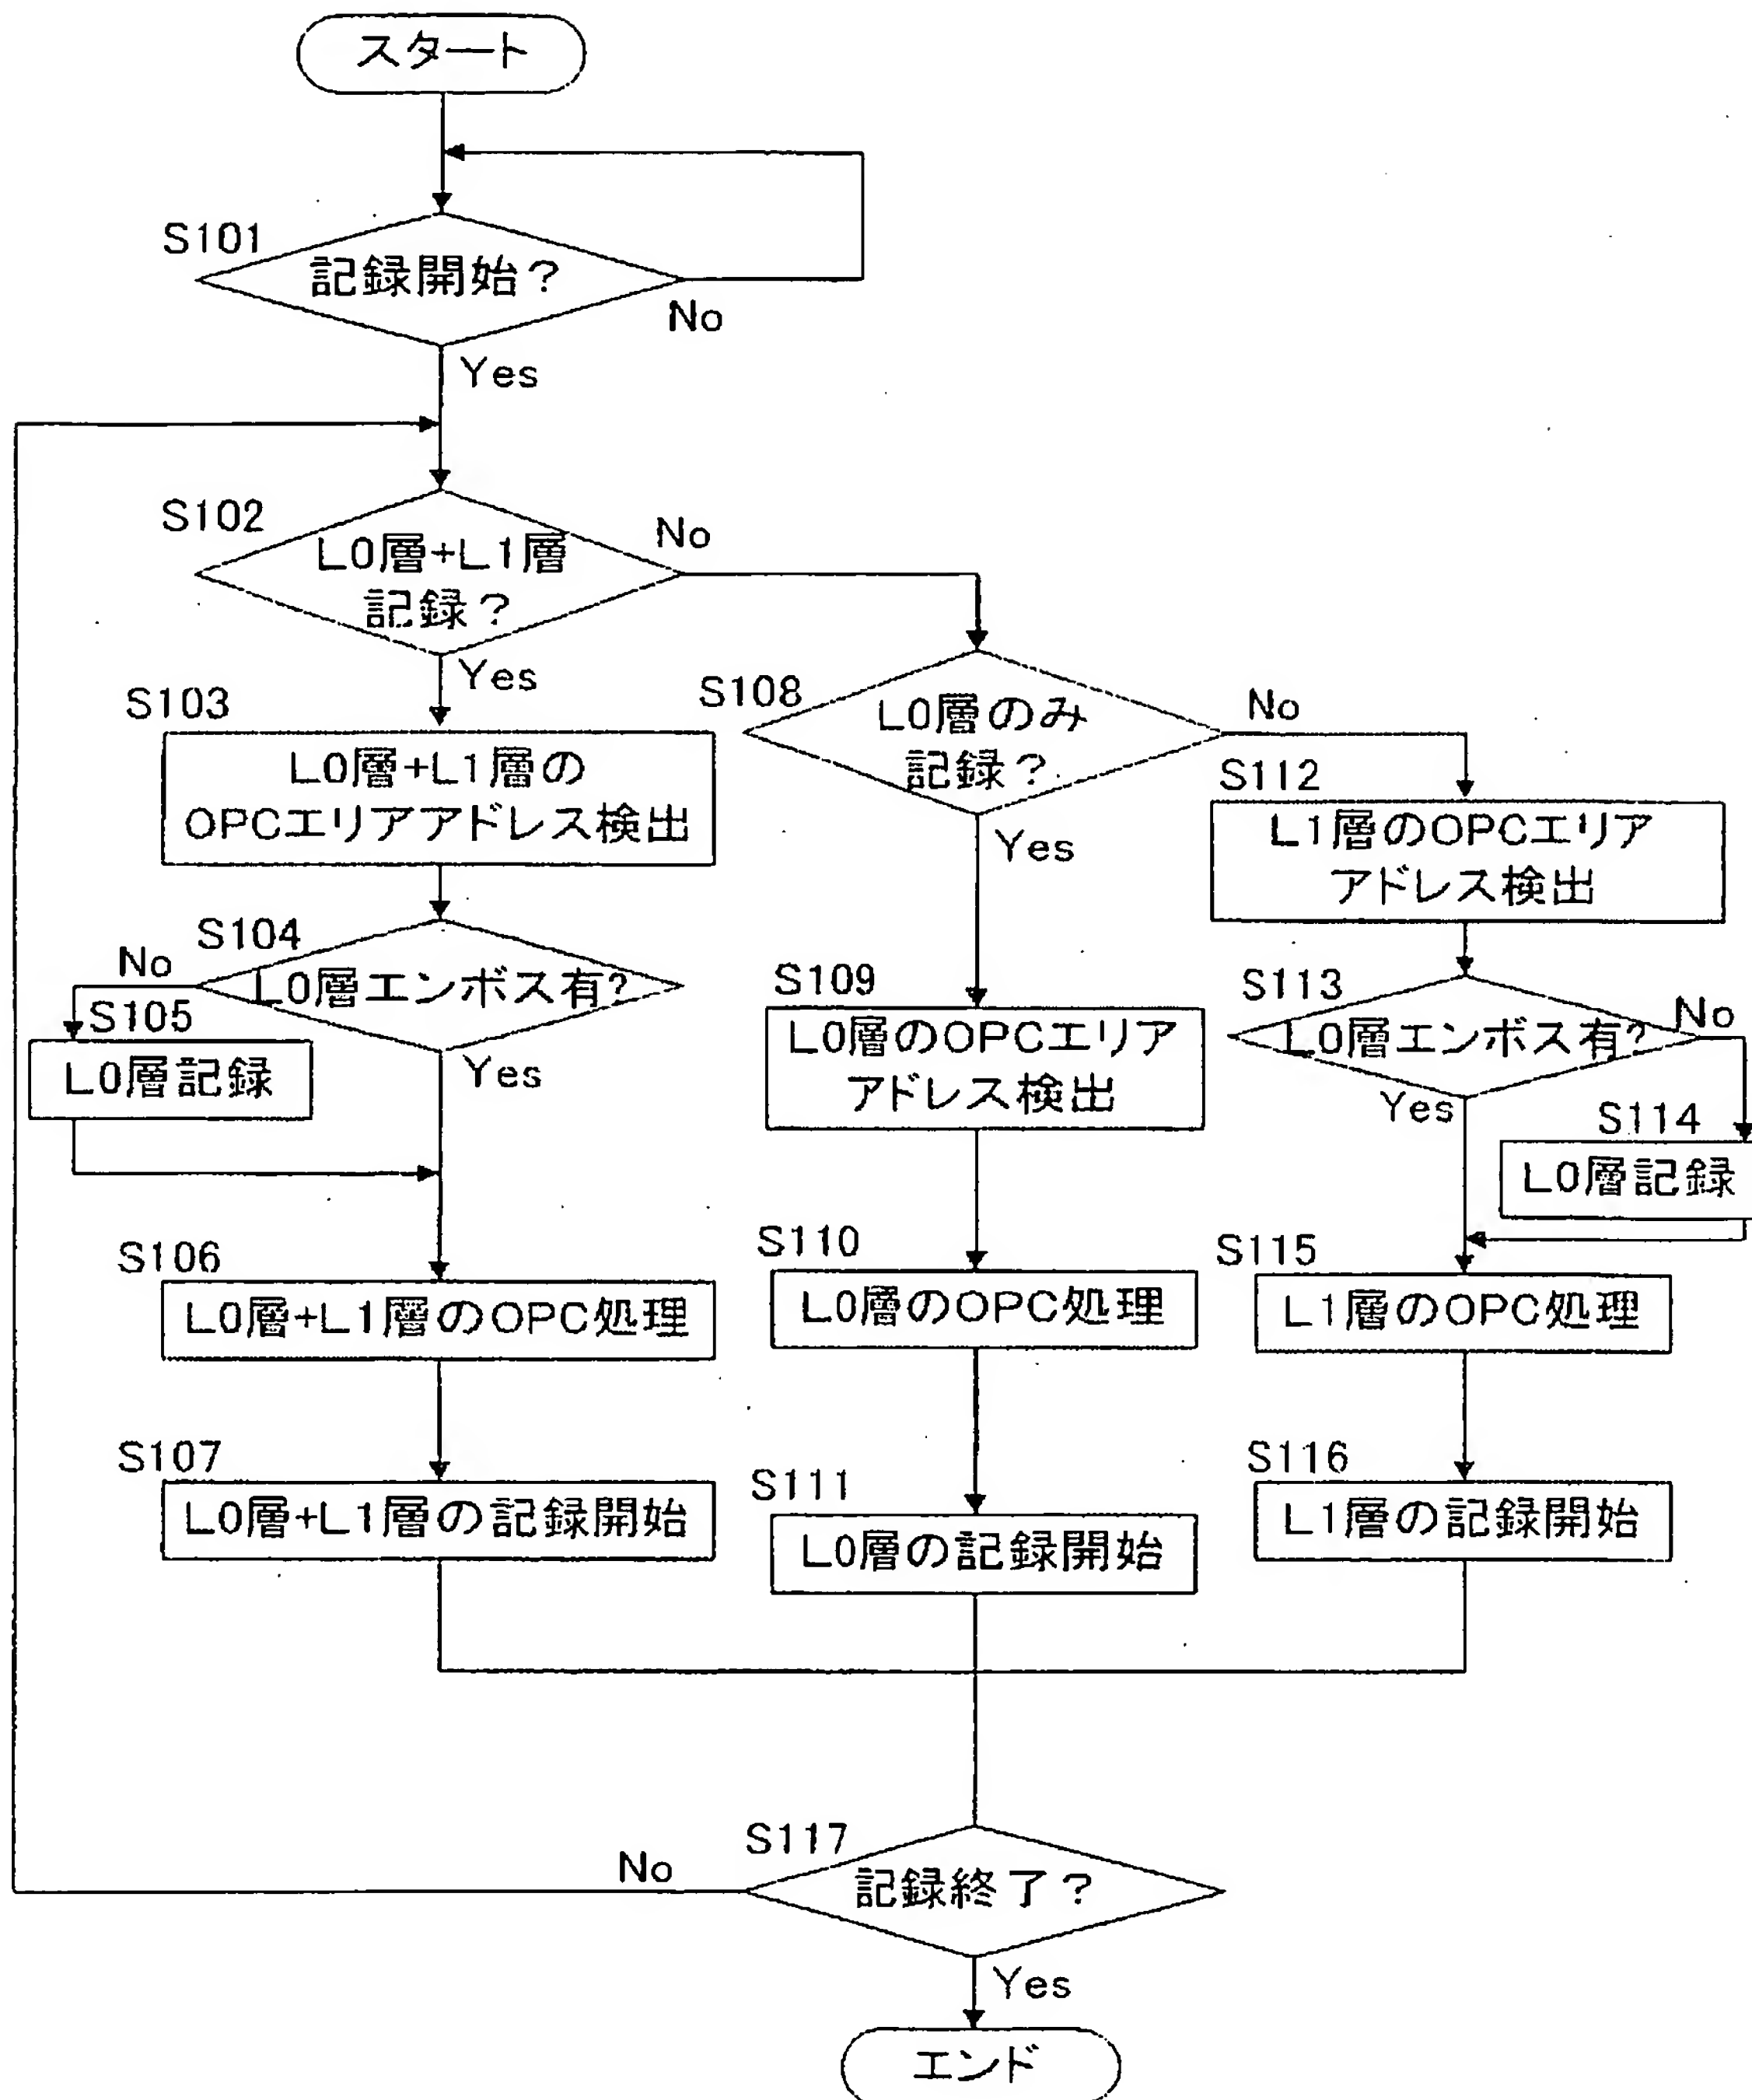 スタート
S101
記録開始?
No
Yes
S102
L0層+L1層
記録?
No
Yes
S103
L0層+L1層の
OPCエリアアドレス検出
S104
No
L0層エンボス有?
S105
L0層記録
Yes
S106
L0層+L1層のOPC処理
S107
L0層+L1層の記録開始
S108
L0層のみ
記録?
No
Yes
S109
L0層のOPCエリア
アドレス検出
S110
L0層のOPC処理
S111
L0層の記録開始
S112
L1層のOPCエリア
アドレス検出
S113
L0層エンボス有?
No
Yes
S114
L0層記録
S115
L1層のOPC処理
S116
L1層の記録開始
S117
No
記録終了?
Yes
エンド